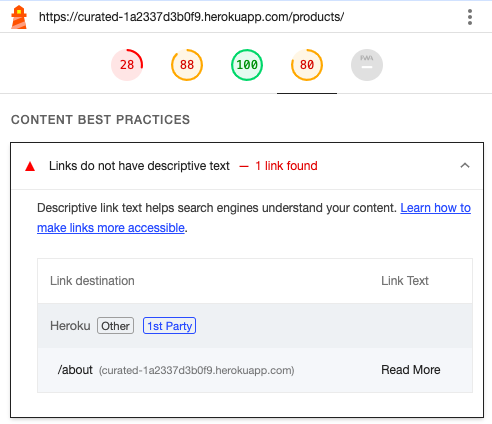 https://curated-1a2337d3b0f9.herokuapp.com/products/
28 88 100 80 PWA
CONTENT BEST PRACTICES
Links do not have descriptive text — 1 link found
Descriptive link text helps search engines understand your content. Learn how to
make links more accessible.
Link destination Link Text
Heroku Other 1st Party
/about (curated-1a2337d3b0f9.herokuapp.com) Read More